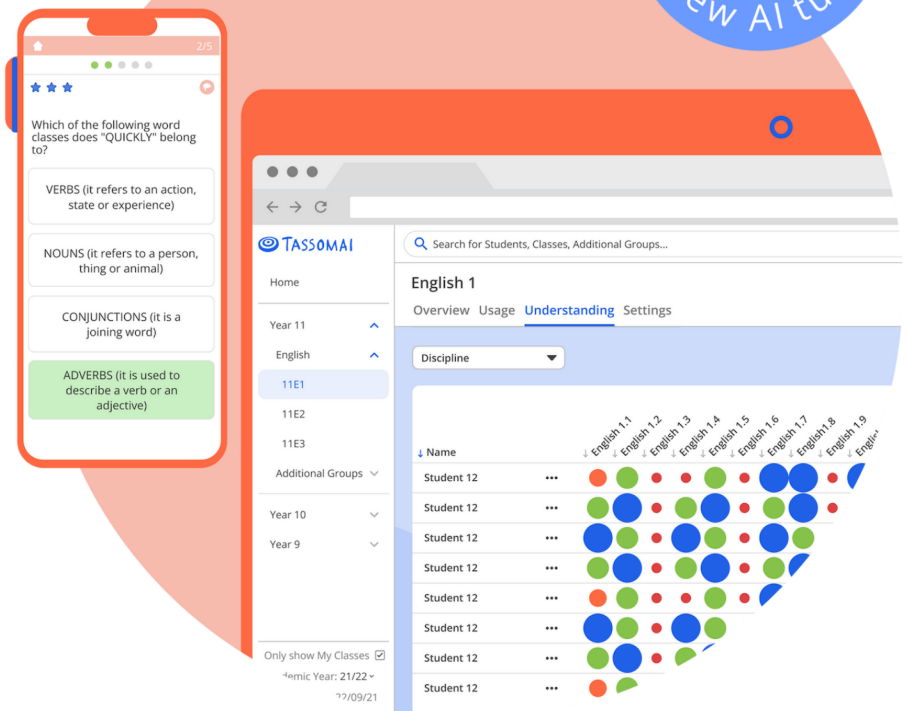 ew AI tu
2/5
Which of the following word
classes does "QUICKLY" belong
to?
VERBS (it refers to an action,
state or experience)
NOUNS (it refers to a person,
thing or animal)
CONJUNCTIONS (it is a
joining word)
ADVERBS (it is used to
describe a verb or an
adjective)
TASSOMAI
Search for Students, Classes, Additional Groups...
Home
Year 11
English
11E1
11E2
11E3
Additional Groups
Year 10
Year 9
Only show My Classes
demic Year: 21/22
22/09/21
English 1
Overview Usage Understanding Settings
Discipline
Name
English 1.1
English 1.2
English 1.3
English 1.4
English 1.5
English 1.6
English 1.7
English1.8
English 1.9
English
Student 12
Student 12
Student 12
Student 12
Student 12
Student 12
Student 12
Student 12